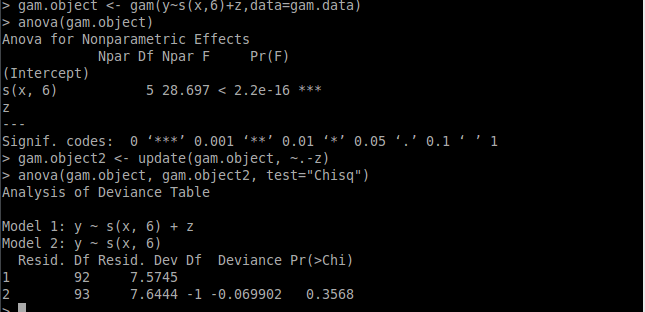 > gam.object <- gam(y~s(x,6)+z,data=gam.data)
> anova(gam.object)
Anova for Nonparametric Effects
            Npar Df Npar F     Pr(F)
(Intercept)
s(x, 6)           5 28.697 < 2.2e-16 ***
z
---
Signif. codes:  0 ‘***’ 0.001 ‘**’ 0.01 ‘*’ 0.05 ‘.’ 0.1 ‘ ’ 1
> gam.object2 <- update(gam.object, ~.-z)
> anova(gam.object, gam.object2, test="Chisq")
Analysis of Deviance Table
Model 1: y ~ s(x, 6) + z
Model 2: y ~ s(x, 6)
  Resid. Df Resid. Dev Df  Deviance Pr(>Chi)
1        92     7.5745
2        93     7.6444 -1 -0.069902   0.3568
>